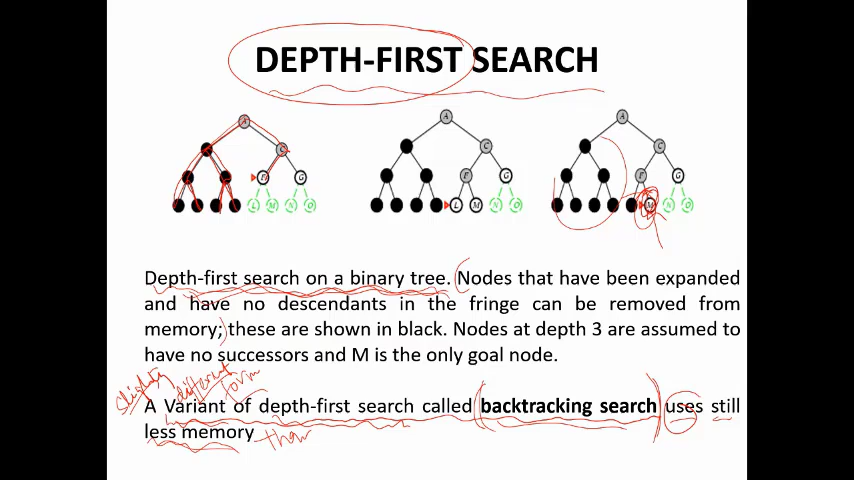 DEPTH-FIRST SEARCH
A
C
F G
L M N O
A
C
F G
L M N O
A
C
F G
M N O
Depth-first search on a binary tree. Nodes that have been expanded
and have no descendants in the fringe can be removed from
memory; these are shown in black. Nodes at depth 3 are assumed to
have no successors and M is the only goal node.
slightly different form
A Variant of depth-first search called backtracking search uses still
less memory than